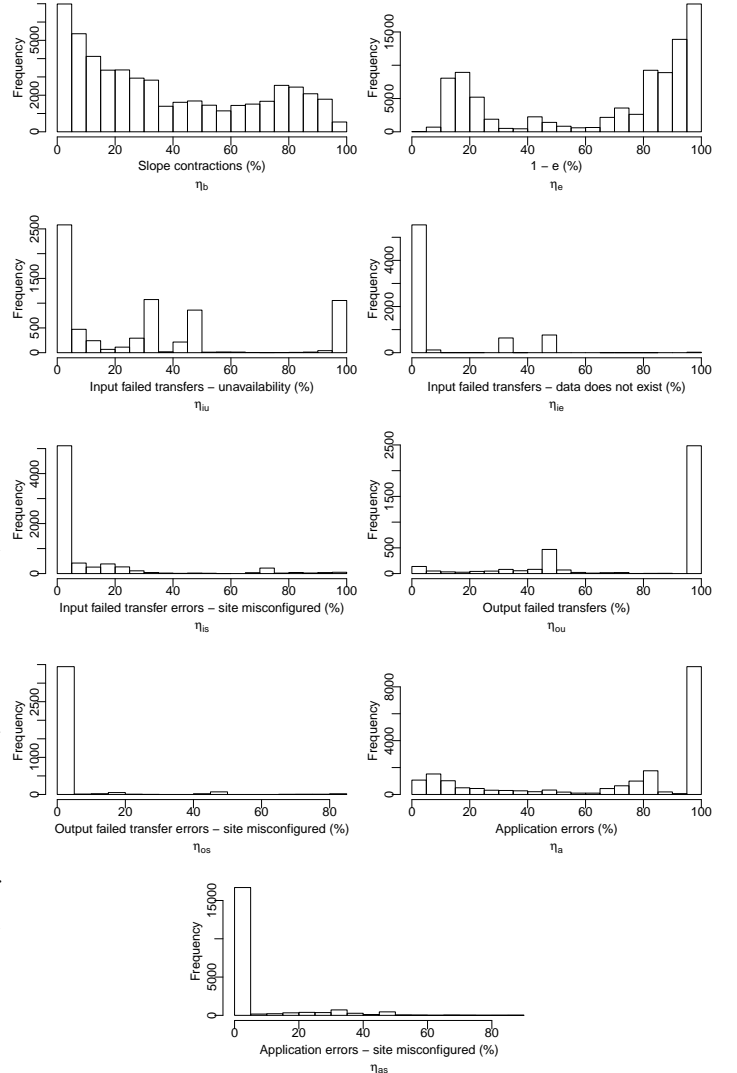 Frequency
0 2000 5000
0 20 40 60 80 100
Slope contractions (%)
ηb
Frequency
0 5000 15000
0 20 40 60 80 100
1 − e (%)
ηe
Frequency
0 500 1500 2500
0 20 40 60 80 100
Input failed transfers − unavailability (%)
ηiu
Frequency
0 2000 4000
0 20 40 60 80 100
Input failed transfers − data does not exist (%)
ηie
Frequency
0 2000 4000
0 20 40 60 80 100
Input failed transfer errors − site misconfigured (%)
ηis
Frequency
0 500 1500 2500
0 20 40 60 80 100
Output failed transfers (%)
ηou
Frequency
0 1000 2500
0 20 40 60 80
Output failed transfer errors − site misconfigured (%)
ηos
Frequency
0 4000 8000
0 20 40 60 80 100
Application errors (%)
ηa
Frequency
0 5000 15000
0 20 40 60 80
Application errors − site misconfigured (%)
ηas